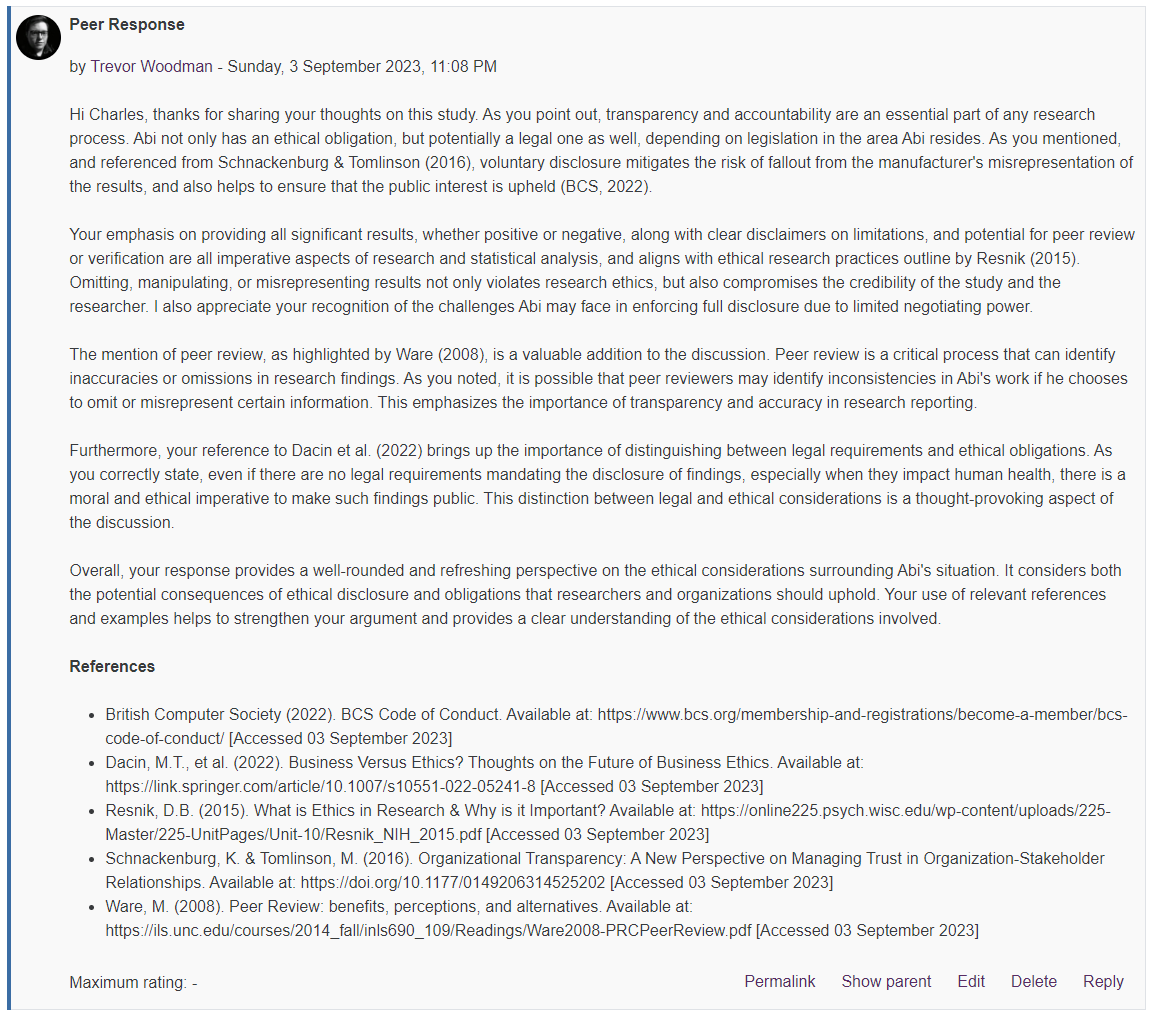 Peer Response
by Trevor Woodman - Sunday, 3 September 2023, 11:08 PM
Hi Charles, thanks for sharing your thoughts on this study. As you point out, transparency and accountability are an essential part of any research
process. Abi not only has an ethical obligation, but potentially a legal one as well, depending on legislation in the area Abi resides. As you mentioned,
and referenced from Schnackenburg & Tomlinson (2016), voluntary disclosure mitigates the risk of fallout from the manufacturer's misrepresentation of
the results, and also helps to ensure that the public interest is upheld (BCS, 2022).
Your emphasis on providing all significant results, whether positive or negative, along with clear disclaimers on limitations, and potential for peer review
or verification are all imperative aspects of research and statistical analysis, and aligns with ethical research practices outline by Resnik (2015).
Omitting, manipulating, or misrepresenting results not only violates research ethics, but also compromises the credibility of the study and the
researcher. I also appreciate your recognition of the challenges Abi may face in enforcing full disclosure due to limited negotiating power.
The mention of peer review, as highlighted by Ware (2008), is a valuable addition to the discussion. Peer review is a critical process that can identify
inaccuracies or omissions in research findings. As you noted, it is possible that peer reviewers may identify inconsistencies in Abi's work if he chooses
to omit or misrepresent certain information. This emphasizes the importance of transparency and accuracy in research reporting.
Furthermore, your reference to Dacin et al. (2022) brings up the importance of distinguishing between legal requirements and ethical obligations. As
you correctly state, even if there are no legal requirements mandating the disclosure of findings, especially when they impact human health, there is a
moral and ethical imperative to make such findings public. This distinction between legal and ethical considerations is a thought-provoking aspect of
the discussion.
Overall, your response provides a well-rounded and refreshing perspective on the ethical considerations surrounding Abi's situation. It considers both
the potential consequences of ethical disclosure and obligations that researchers and organizations should uphold. Your use of relevant references
and examples helps to strengthen your argument and provides a clear understanding of the ethical considerations involved.
References
• British Computer Society (2022). BCS Code of Conduct. Available at: https://www.bcs.org/membership-and-registrations/become-a-member/bcs-
code-of-conduct/ [Accessed 03 September 2023]
• Dacin, M.T., et al. (2022). Business Versus Ethics? Thoughts on the Future of Business Ethics. Available at:
https://link.springer.com/article/10.1007/s10551-022-05241-8 [Accessed 03 September 2023]
• Resnik, D.B. (2015). What is Ethics in Research & Why is it Important? Available at: https://online225.psych.wisc.edu/wp-content/uploads/225-
Master/225-UnitPages/Unit-10/Resnik_NIH_2015.pdf [Accessed 03 September 2023]
• Schnackenburg, K. & Tomlinson, M. (2016). Organizational Transparency: A New Perspective on Managing Trust in Organization-Stakeholder
Relationships. Available at: https://doi.org/10.1177/0149206314525202 [Accessed 03 September 2023]
• Ware, M. (2008). Peer Review: benefits, perceptions, and alternatives. Available at:
https://ils.unc.edu/courses/2014_fall/inls690_109/Readings/Ware2008-PRCPeerReview.pdf [Accessed 03 September 2023]
Maximum rating: - Permalink Show parent Edit Delete Reply